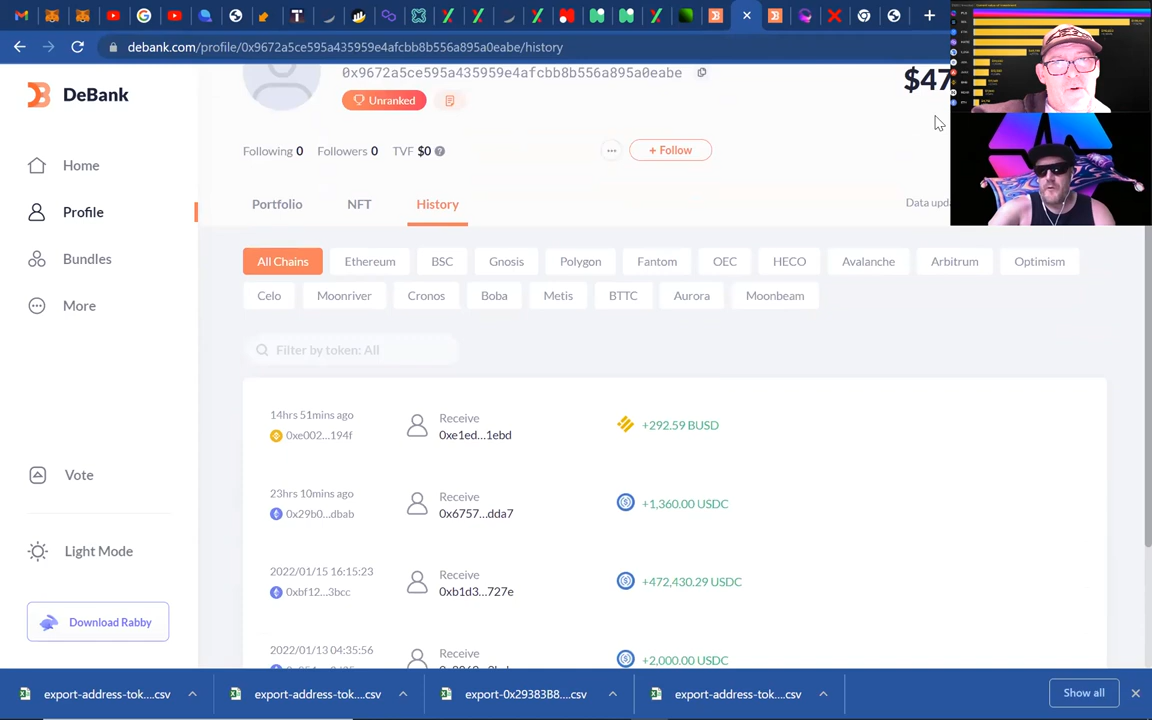 debank.com/profile/0x9672a5ce595a435959e4afcbb8b556a895a0eabe/history
DeBank
0x9672a5ce595a435959e4afcbb8b556a895a0eabe
$47
Unranked
Following 0 Followers 0 TVF $0
+ Follow
Home
Profile
Bundles
More
Portfolio NFT History
Data upd
All Chains Ethereum BSC Gnosis Polygon Fantom OEC HECO Avalanche Arbitrum Optimism
Celo Moonriver Cronos Boba Metis BTTC Aurora Moonbeam
Filter by token: All
14hrs 51mins ago
0xe002...194f
Receive
0xe1ed...1ebd
+292.59 BUSD
23hrs 10mins ago
0x29b0...dbab
Receive
0x6757...dda7
+1,360.00 USDC
2022/01/15 16:15:23
0xbf12...3bcc
Receive
0xb1d3...727e
+472,430.29 USDC
2022/01/13 04:35:56
Receive
+2,000.00 USDC
Vote
Light Mode
Download Rabby
export-address-tok....csv
export-address-tok....csv
export-0x29383B8....csv
export-address-tok....csv
Show all